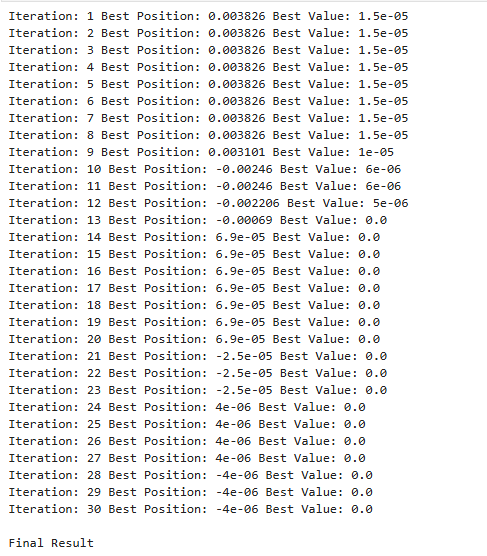 Iteration: 1 Best Position: 0.003826 Best Value: 1.5e-05
Iteration: 2 Best Position: 0.003826 Best Value: 1.5e-05
Iteration: 3 Best Position: 0.003826 Best Value: 1.5e-05
Iteration: 4 Best Position: 0.003826 Best Value: 1.5e-05
Iteration: 5 Best Position: 0.003826 Best Value: 1.5e-05
Iteration: 6 Best Position: 0.003826 Best Value: 1.5e-05
Iteration: 7 Best Position: 0.003826 Best Value: 1.5e-05
Iteration: 8 Best Position: 0.003826 Best Value: 1.5e-05
Iteration: 9 Best Position: 0.003101 Best Value: 1e-05
Iteration: 10 Best Position: -0.00246 Best Value: 6e-06
Iteration: 11 Best Position: -0.00246 Best Value: 6e-06
Iteration: 12 Best Position: -0.002206 Best Value: 5e-06
Iteration: 13 Best Position: -0.00069 Best Value: 0.0
Iteration: 14 Best Position: 6.9e-05 Best Value: 0.0
Iteration: 15 Best Position: 6.9e-05 Best Value: 0.0
Iteration: 16 Best Position: 6.9e-05 Best Value: 0.0
Iteration: 17 Best Position: 6.9e-05 Best Value: 0.0
Iteration: 18 Best Position: 6.9e-05 Best Value: 0.0
Iteration: 19 Best Position: 6.9e-05 Best Value: 0.0
Iteration: 20 Best Position: 6.9e-05 Best Value: 0.0
Iteration: 21 Best Position: -2.5e-05 Best Value: 0.0
Iteration: 22 Best Position: -2.5e-05 Best Value: 0.0
Iteration: 23 Best Position: -2.5e-05 Best Value: 0.0
Iteration: 24 Best Position: 4e-06 Best Value: 0.0
Iteration: 25 Best Position: 4e-06 Best Value: 0.0
Iteration: 26 Best Position: 4e-06 Best Value: 0.0
Iteration: 27 Best Position: 4e-06 Best Value: 0.0
Iteration: 28 Best Position: -4e-06 Best Value: 0.0
Iteration: 29 Best Position: -4e-06 Best Value: 0.0
Iteration: 30 Best Position: -4e-06 Best Value: 0.0
Final Result